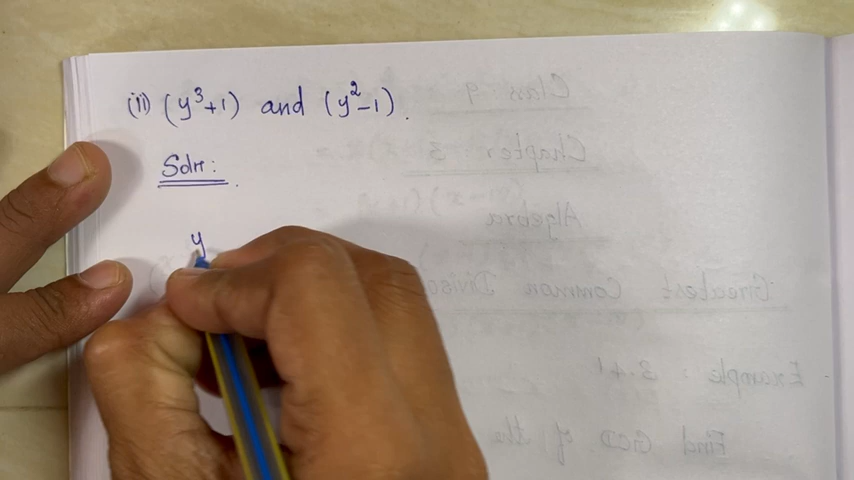 (ii) (y³+1) and (y²-1).
Soln:
y